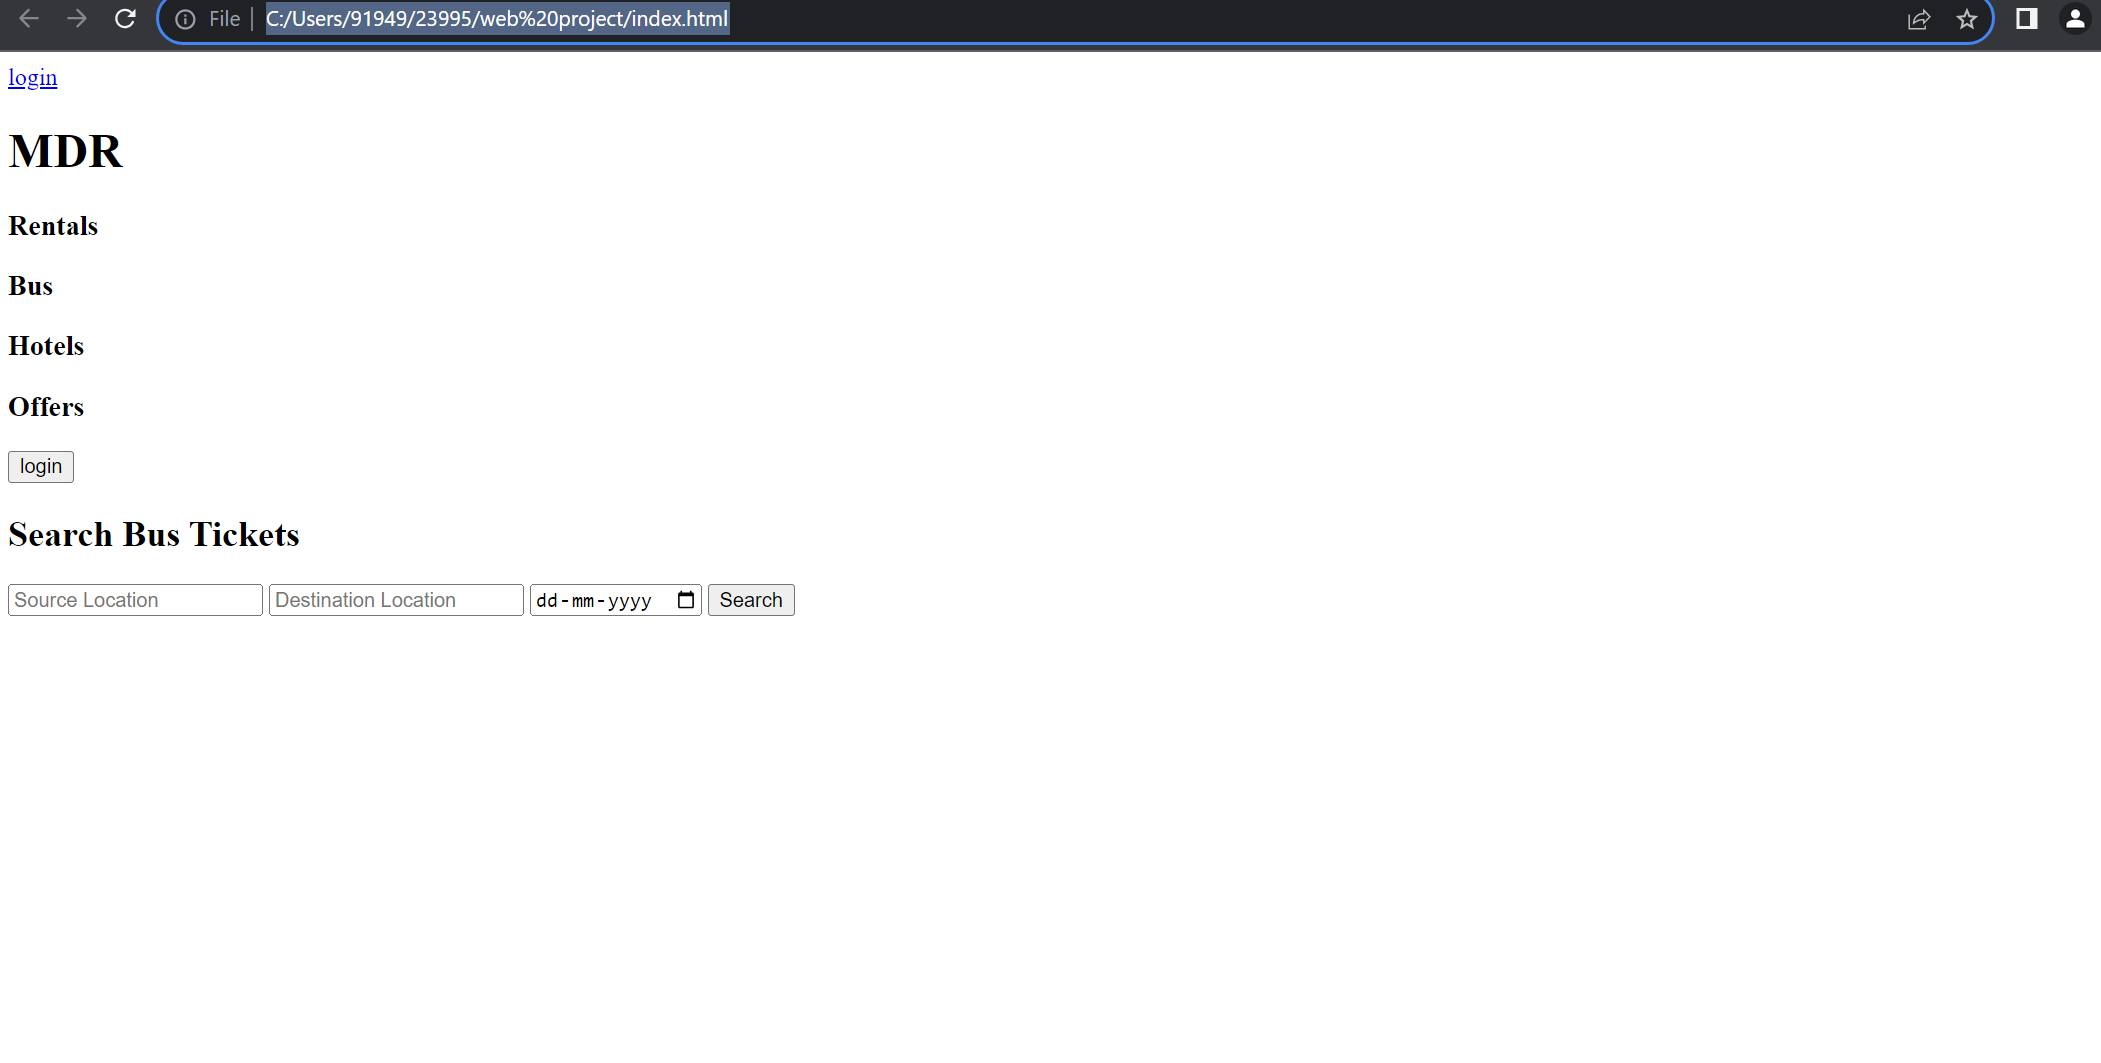 File C:/Users/91949/23995/web%20project/index.html
login
MDR
Rentals
Bus
Hotels
Offers
login
Search Bus Tickets
Source Location Destination Location dd-mm-yyyy Search